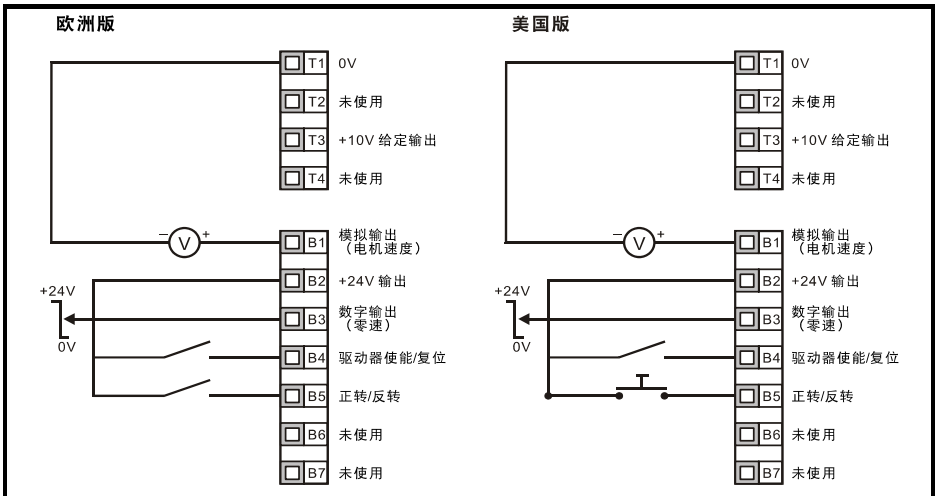 欧洲版
T1 0V
T2 未使用
T3 +10V 给定输出
T4 未使用
− V +
B1 模拟输出
（电机速度）
B2 +24V 输出
+24V
B3 数字输出
（零速）
0V
B4 驱动器使能/复位
B5 正转/反转
B6 未使用
B7 未使用
美国版
T1 0V
T2 未使用
T3 +10V 给定输出
T4 未使用
− V +
B1 模拟输出
（电机速度）
B2 +24V 输出
+24V
B3 数字输出
（零速）
0V
B4 驱动器使能/复位
B5 正转/反转
B6 未使用
B7 未使用